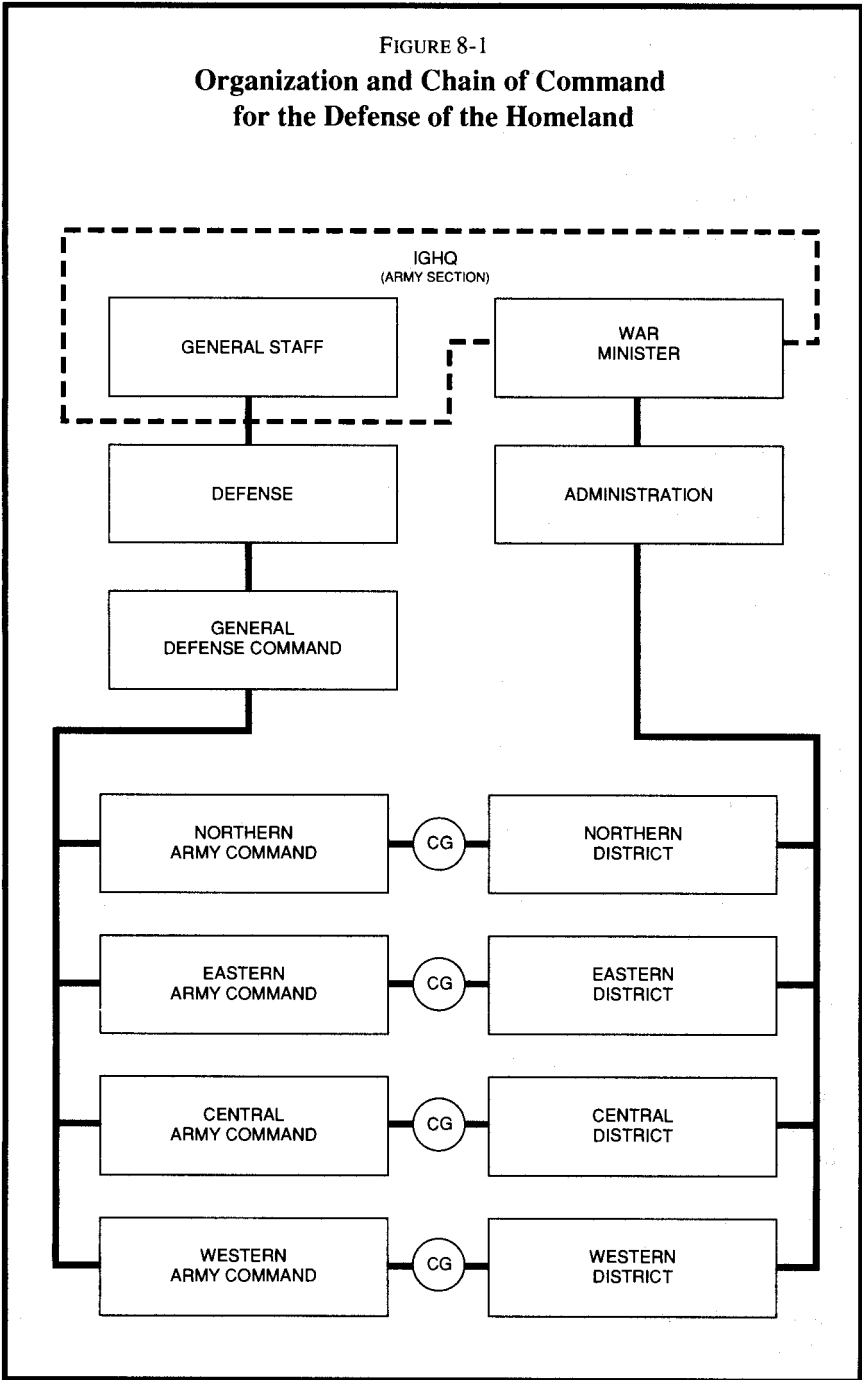 FIGURE 8-1
Organization and Chain of Command
for the Defense of the Homeland
IGHQ
(ARMY SECTION)
GENERAL STAFF
WAR
MINISTER
DEFENSE
ADMINISTRATION
GENERAL
DEFENSE COMMAND
NORTHERN
ARMY COMMAND
CG
NORTHERN
DISTRICT
EASTERN
ARMY COMMAND
CG
EASTERN
DISTRICT
CENTRAL
ARMY COMMAND
CG
CENTRAL
DISTRICT
WESTERN
ARMY COMMAND
CG
WESTERN
DISTRICT